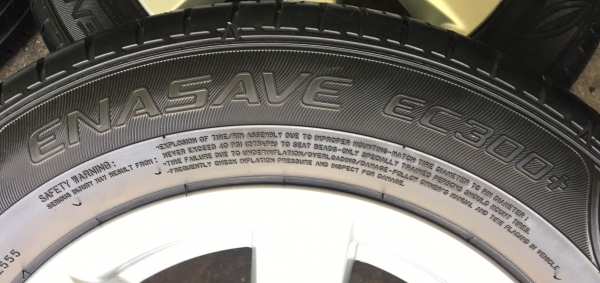 ENASAVE EC300+
SAFETY WARNING:
SERIOUS INJURY MAY RESULT FROM:
•EXPLOSION OF TIRE/RIM ASSEMBLY DUE TO IMPROPER MOUNTING-MATCH TIRE DIAMETER TO RIM DIAMETER;
NEVER EXCEED 40 PSI (275kPa) TO SEAT BEADS-ONLY SPECIALLY TRAINED PERSONS SHOULD MOUNT TIRES.
•TIRE FAILURE DUE TO UNDERINFLATION/OVERLOADING/DAMAGE-FOLLOW OWNER'S MANUAL AND TIRE PLACARD IN VEHICLE.
•FREQUENTLY CHECK INFLATION PRESSURE AND INSPECT FOR DAMAGE.
2555